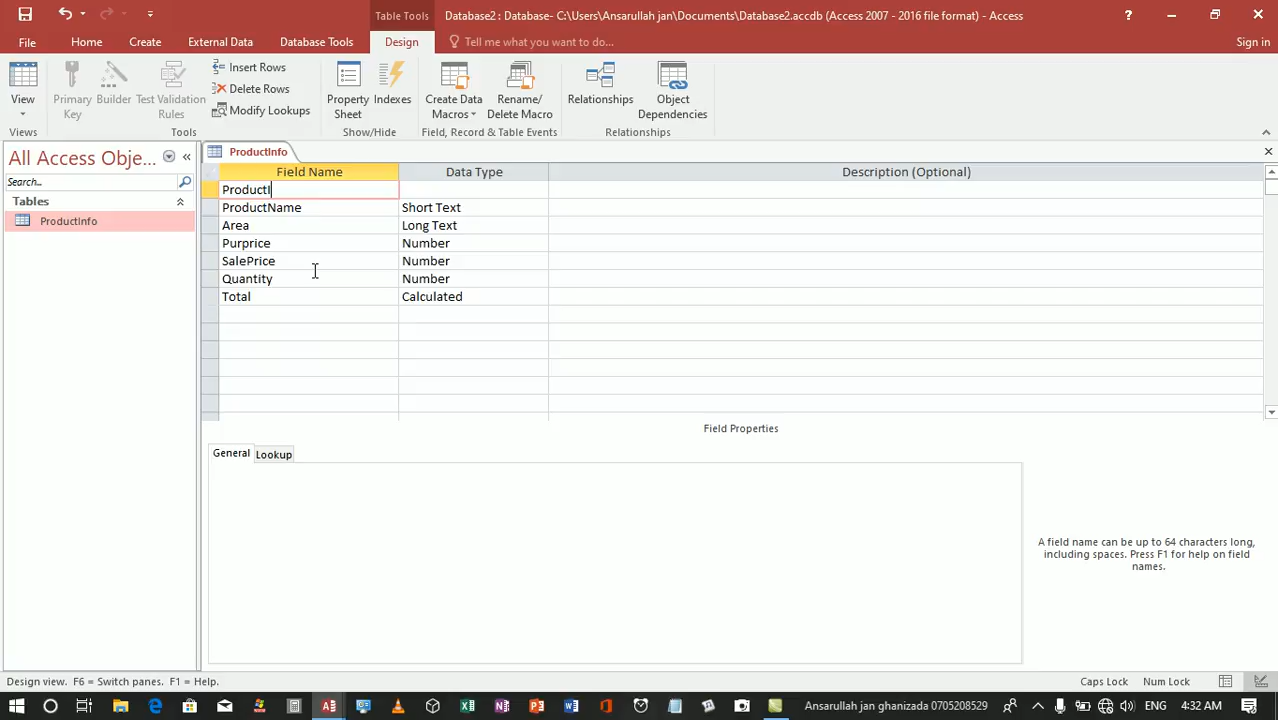 Table Tools
Database2 : Database- C:\Users\Ansarullah jan\Documents\Database2.accdb (Access 2007 - 2016 file format) - Access
?
File
Home
Create
External Data
Database Tools
Design
Tell me what you want to do...
Sign in
View
Primary Key
Builder
Test Validation Rules
Insert Rows
Delete Rows
Modify Lookups
Property Sheet
Indexes
Create Data Macros
Rename/ Delete Macro
Relationships
Object Dependencies
Views
Tools
Show/Hide
Field, Record & Table Events
Relationships
All Access Obje...
Search...
Tables
ProductInfo
ProductInfo
Field Name Data Type Description (Optional)
ProductI
ProductName Short Text
Area Long Text
Purprice Number
SalePrice Number
Quantity Number
Total Calculated
Field Properties
General Lookup
A field name can be up to 64 characters long,
including spaces. Press F1 for help on field
names.
Design view. F6 = Switch panes. F1 = Help.
Caps Lock Num Lock
Ansarullah jan ghanizada 0705208529
4:32 AM